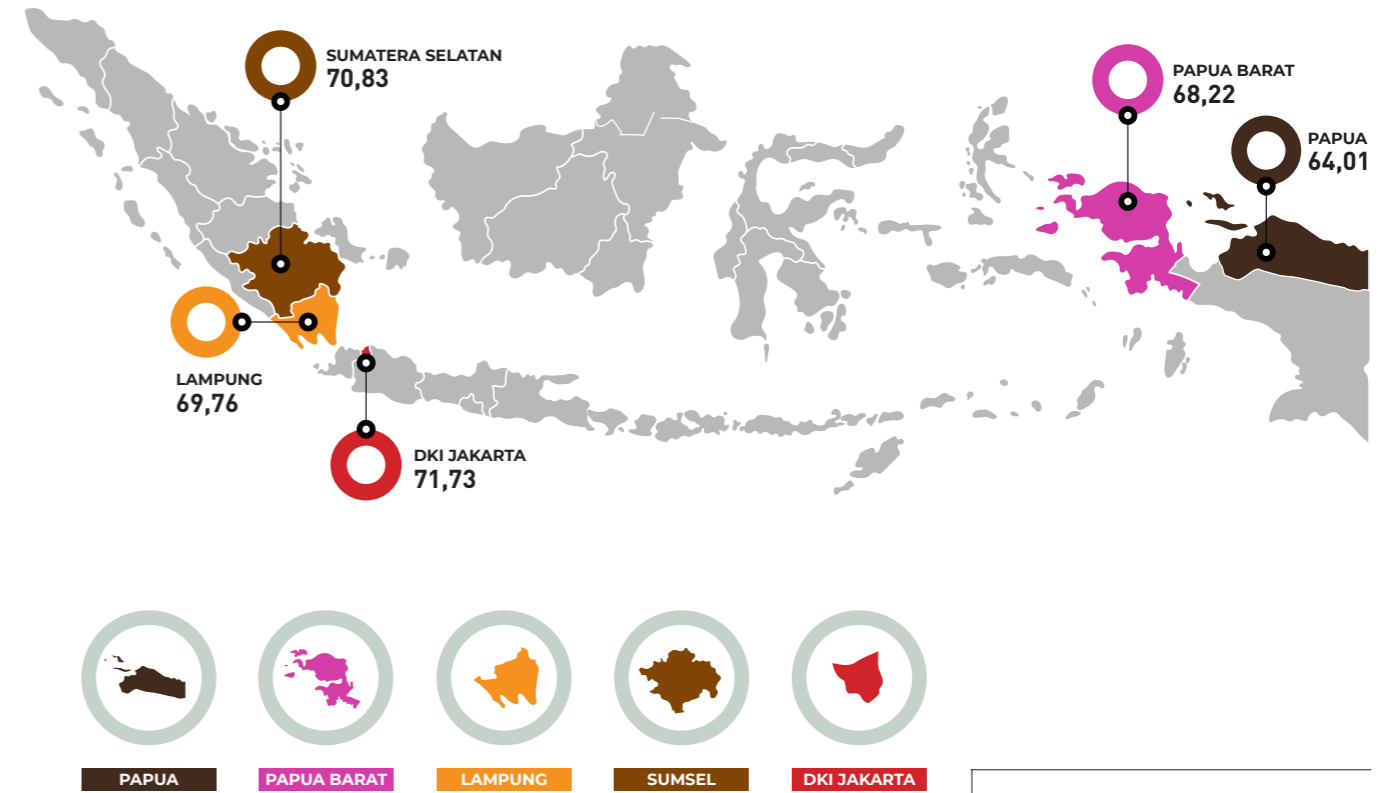 SUMATERA SELATAN
70,83
PAPUA BARAT
68,22
PAPUA
64,01
LAMPUNG
69,76
DKI JAKARTA
71,73
PAPUA
PAPUA BARAT
LAMPUNG
SUMSEL
DKI JAKARTA